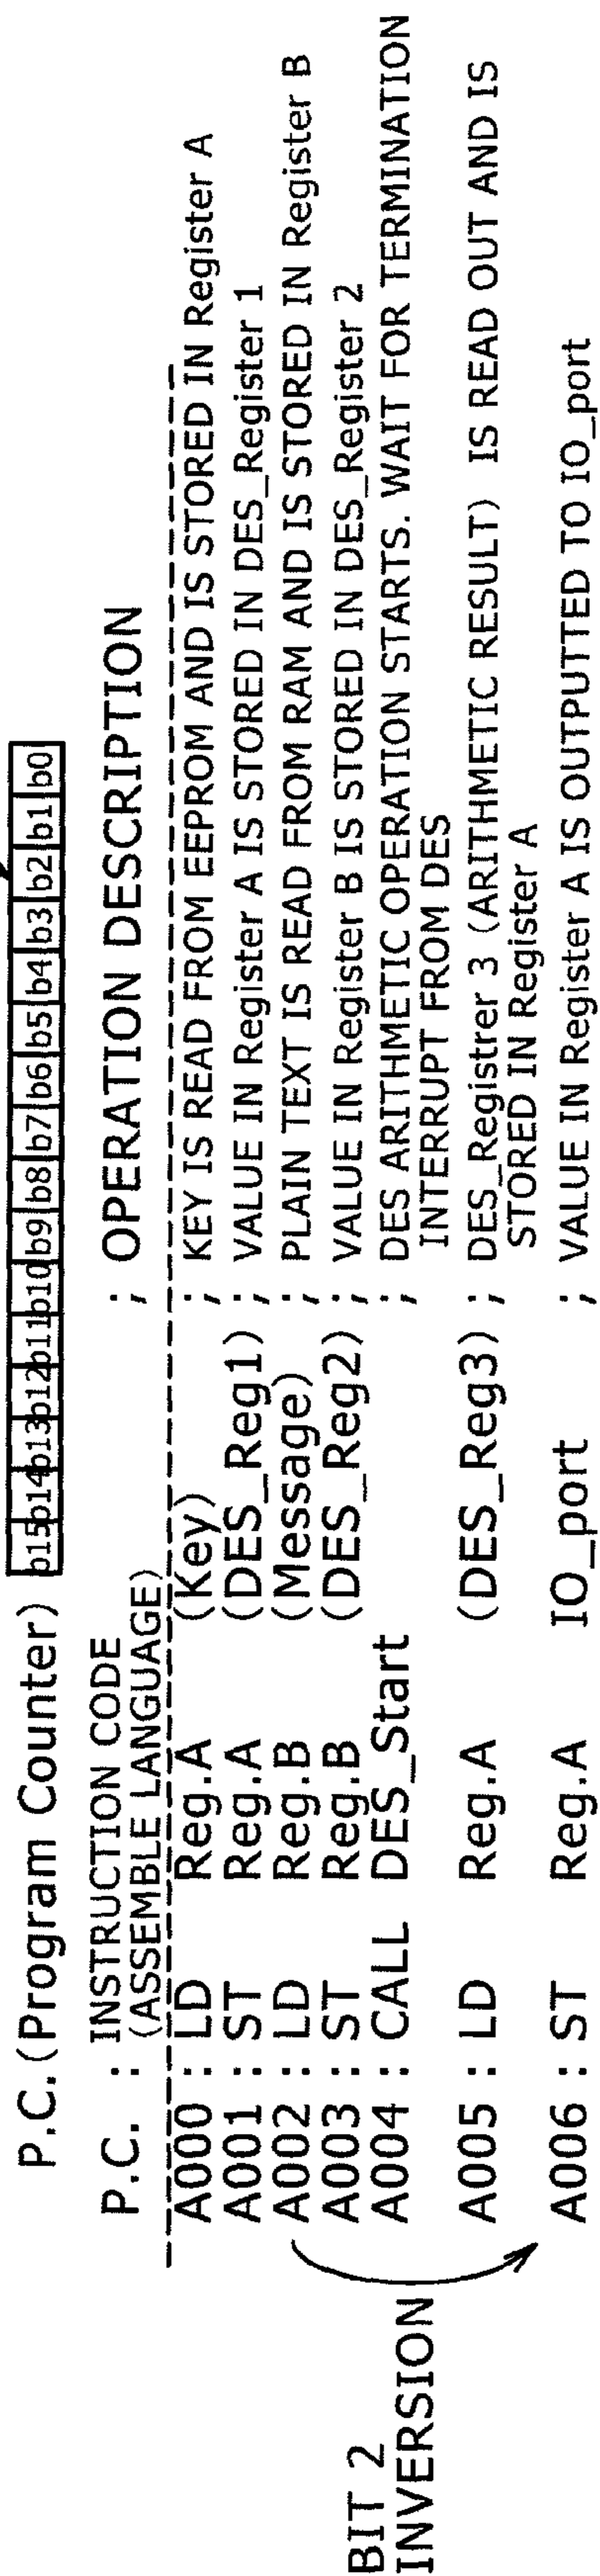 P.C.(Program Counter) b15 b14 b13 b12 b11 b10 b9 b8 b7 b6 b5 b4 b3 b2 b1 b0
P.C. : INSTRUCTION CODE ; OPERATION DESCRIPTION
(ASSEMBLE LANGUAGE)
A000 : LD Reg.A (Key) ; KEY IS READ FROM EEPROM AND IS STORED IN Register A
A001 : ST Reg.A (DES_Reg1) ; VALUE IN Register A IS STORED IN DES_Register 1
A002 : LD Reg.B (Message) ; PLAIN TEXT IS READ FROM RAM AND IS STORED IN Register B
A003 : ST Reg.B (DES_Reg2) ; VALUE IN Register B IS STORED IN DES_Register 2
A004 : CALL DES_Start ; DES ARITHMETIC OPERATION STARTS. WAIT FOR TERMINATION
INTERRUPT FROM DES
A005 : LD Reg.A (DES_Reg3) ; DES_Registrer 3 (ARITHMETIC RESULT) IS READ OUT AND IS
STORED IN Register A
A006 : ST Reg.A IO_port ; VALUE IN Register A IS OUTPUTTED TO IO_port
BIT 2
INVERSION